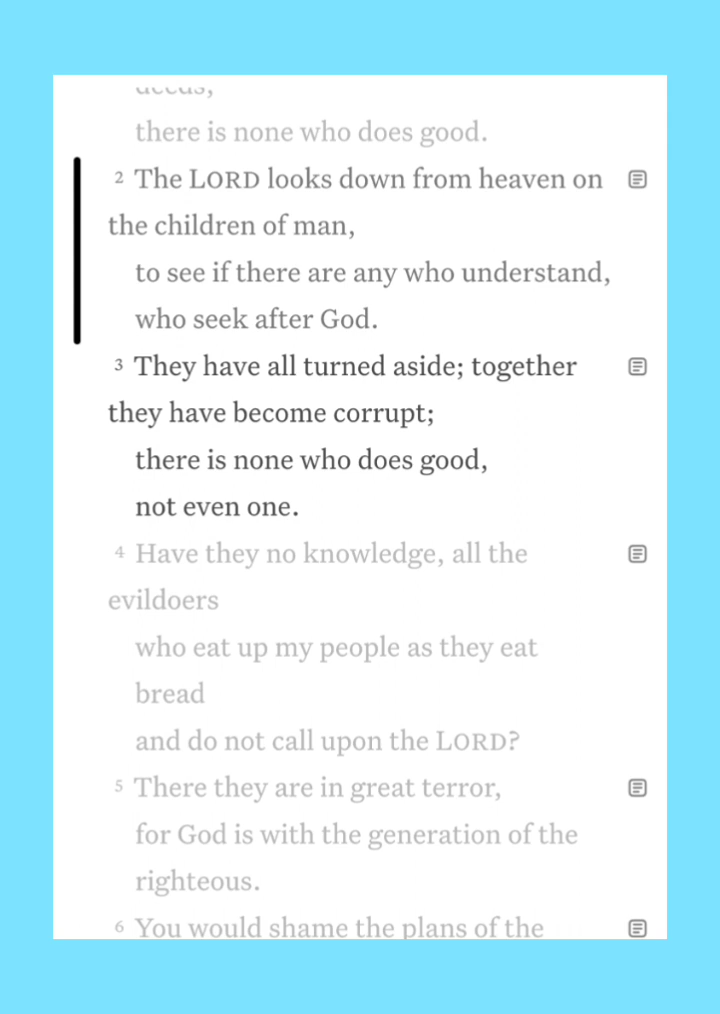 deeds,
there is none who does good.
2 The LORD looks down from heaven on
the children of man,
to see if there are any who understand,
who seek after God.
3 They have all turned aside; together
they have become corrupt;
there is none who does good,
not even one.
4 Have they no knowledge, all the
evildoers
who eat up my people as they eat
bread
and do not call upon the LORD?
5 There they are in great terror,
for God is with the generation of the
righteous.
6 You would shame the plans of the